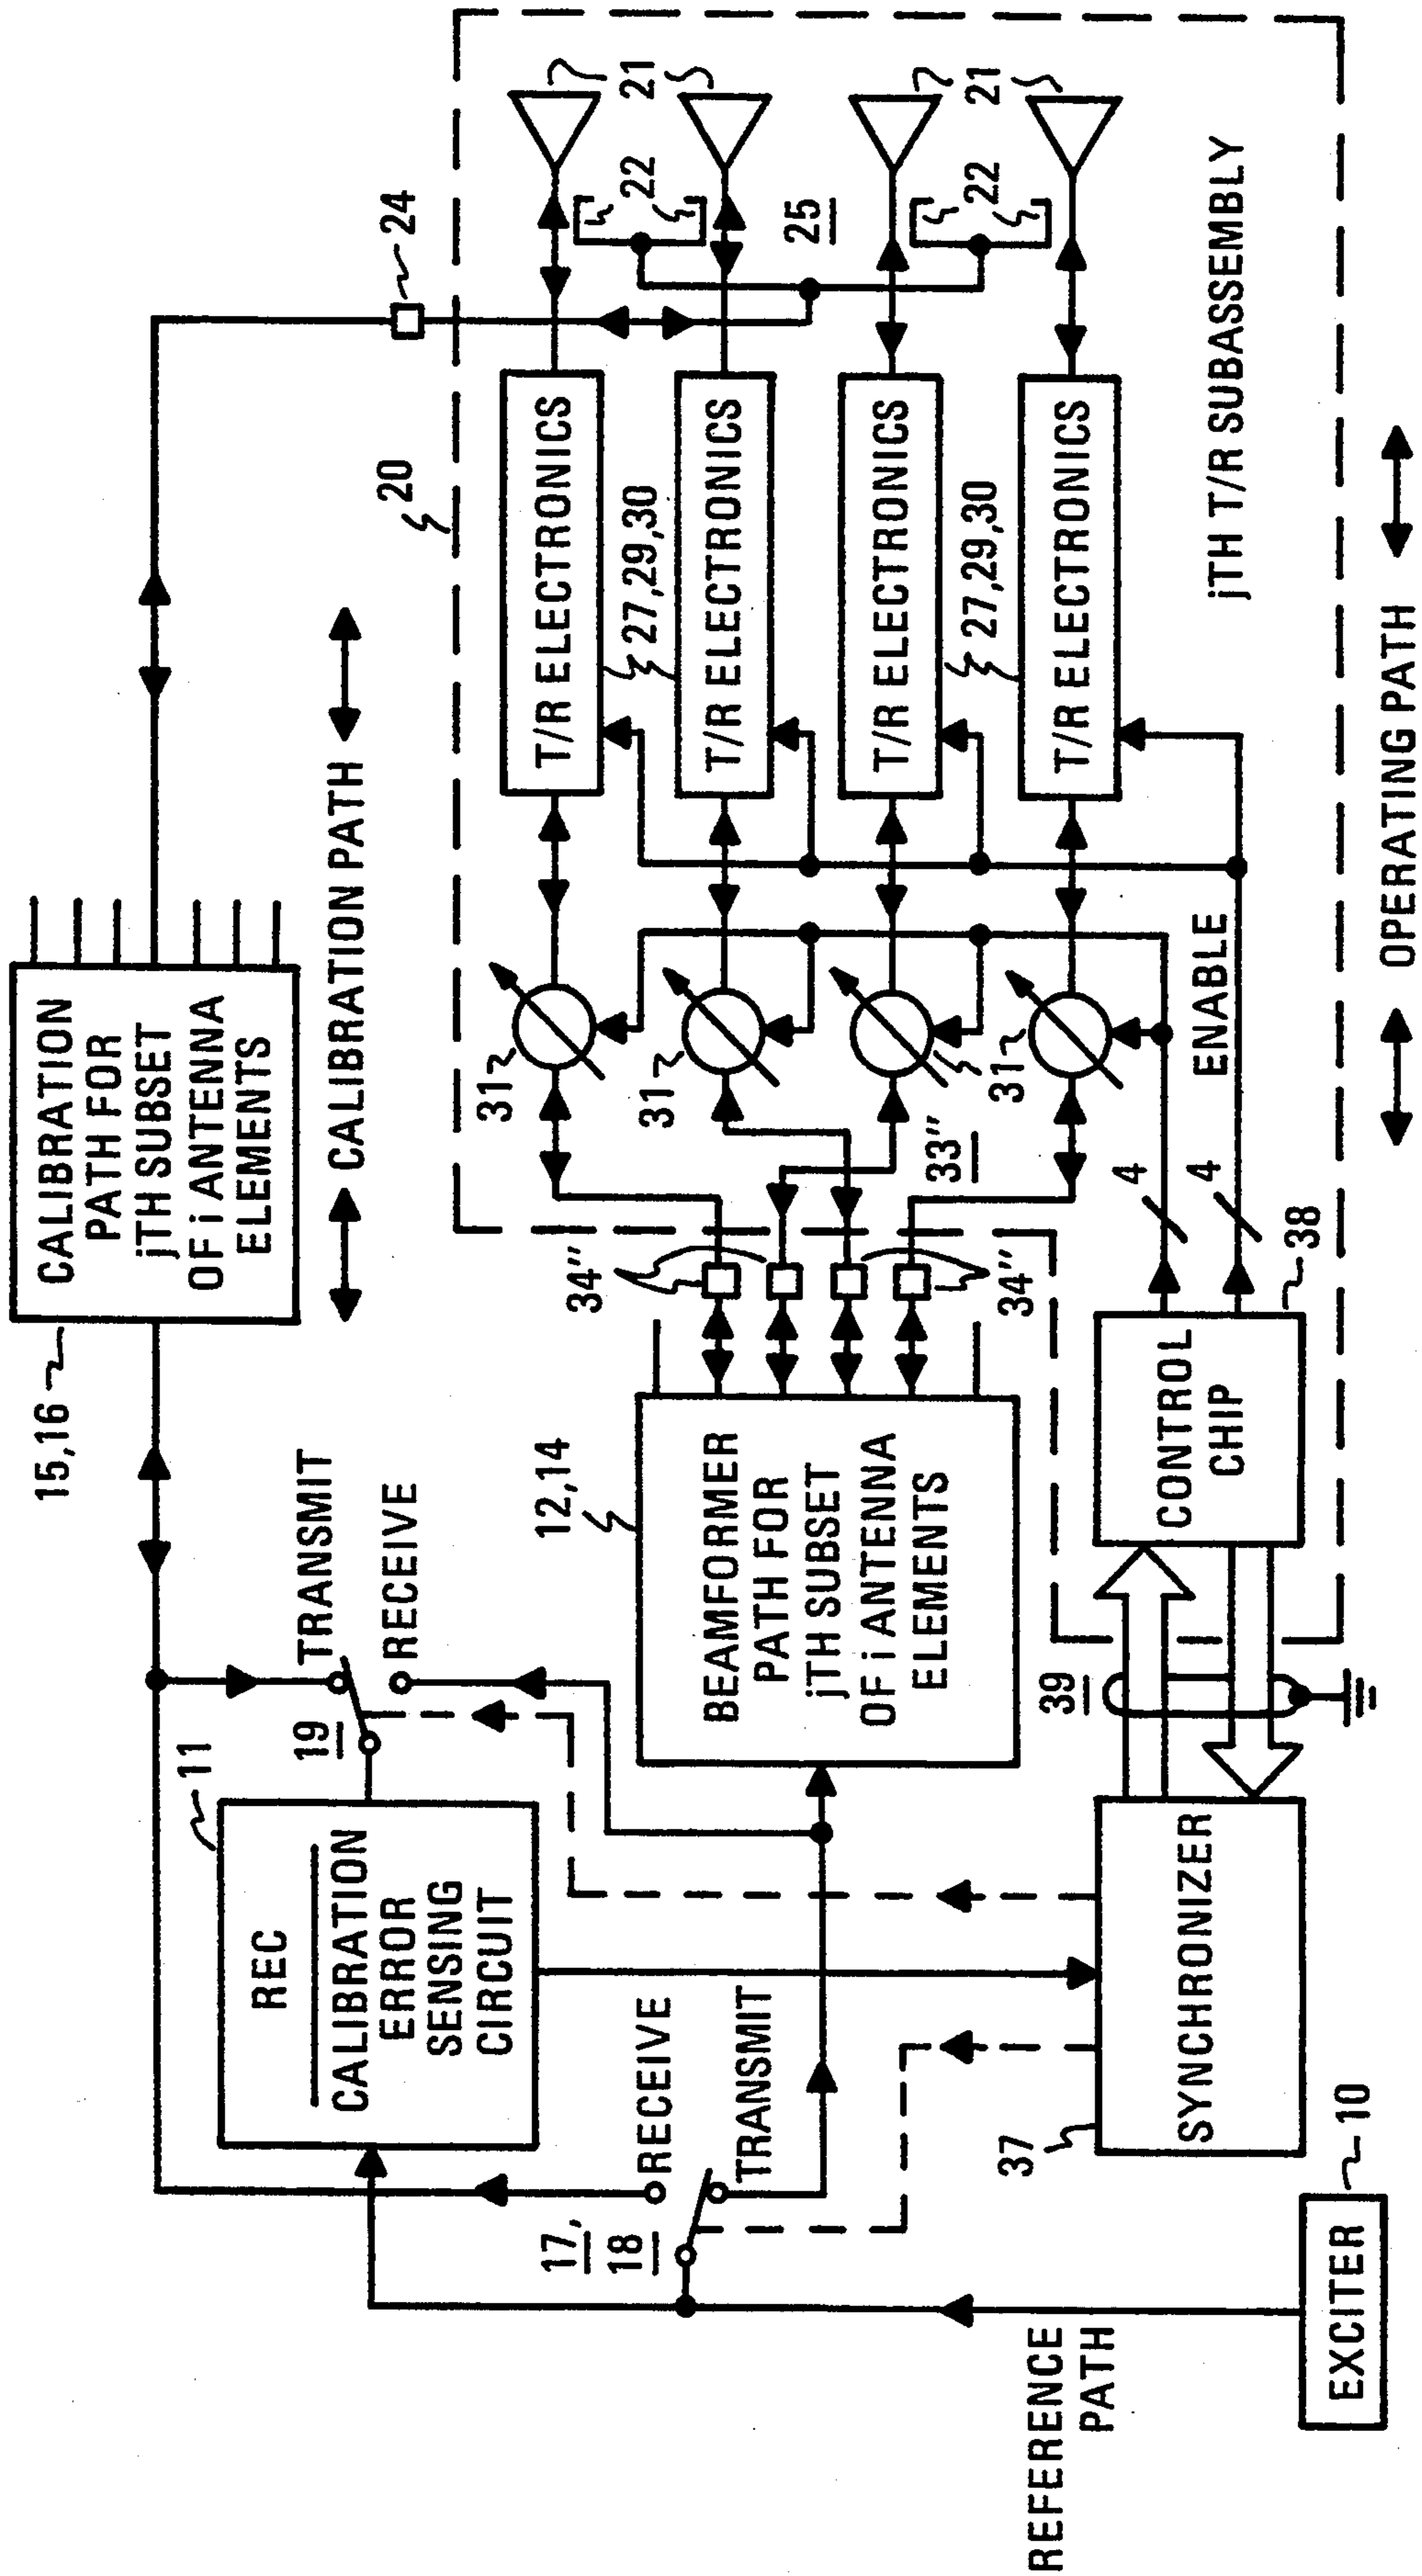 15,16
CALIBRATION
PATH FOR
jTH SUBSET
OF i ANTENNA
ELEMENTS
CALIBRATION PATH
24
20
TRANSMIT
RECEIVE
19
11
REC
CALIBRATION
ERROR
SENSING
CIRCUIT
RECEIVE
TRANSMIT
17,
18
12,14
BEAMFORMER
PATH FOR
jTH SUBSET
OF i ANTENNA
ELEMENTS
34"
34"
31
31
33"
31
T/R ELECTRONICS
27,29,30
T/R ELECTRONICS
T/R ELECTRONICS
27,29,30
T/R ELECTRONICS
22
21
25
22
21
jTH T/R SUBASSEMBLY
4
ENABLE
4
38
CONTROL
CHIP
39
37
SYNCHRONIZER
REFERENCE
PATH
EXCITER
10
OPERATING PATH